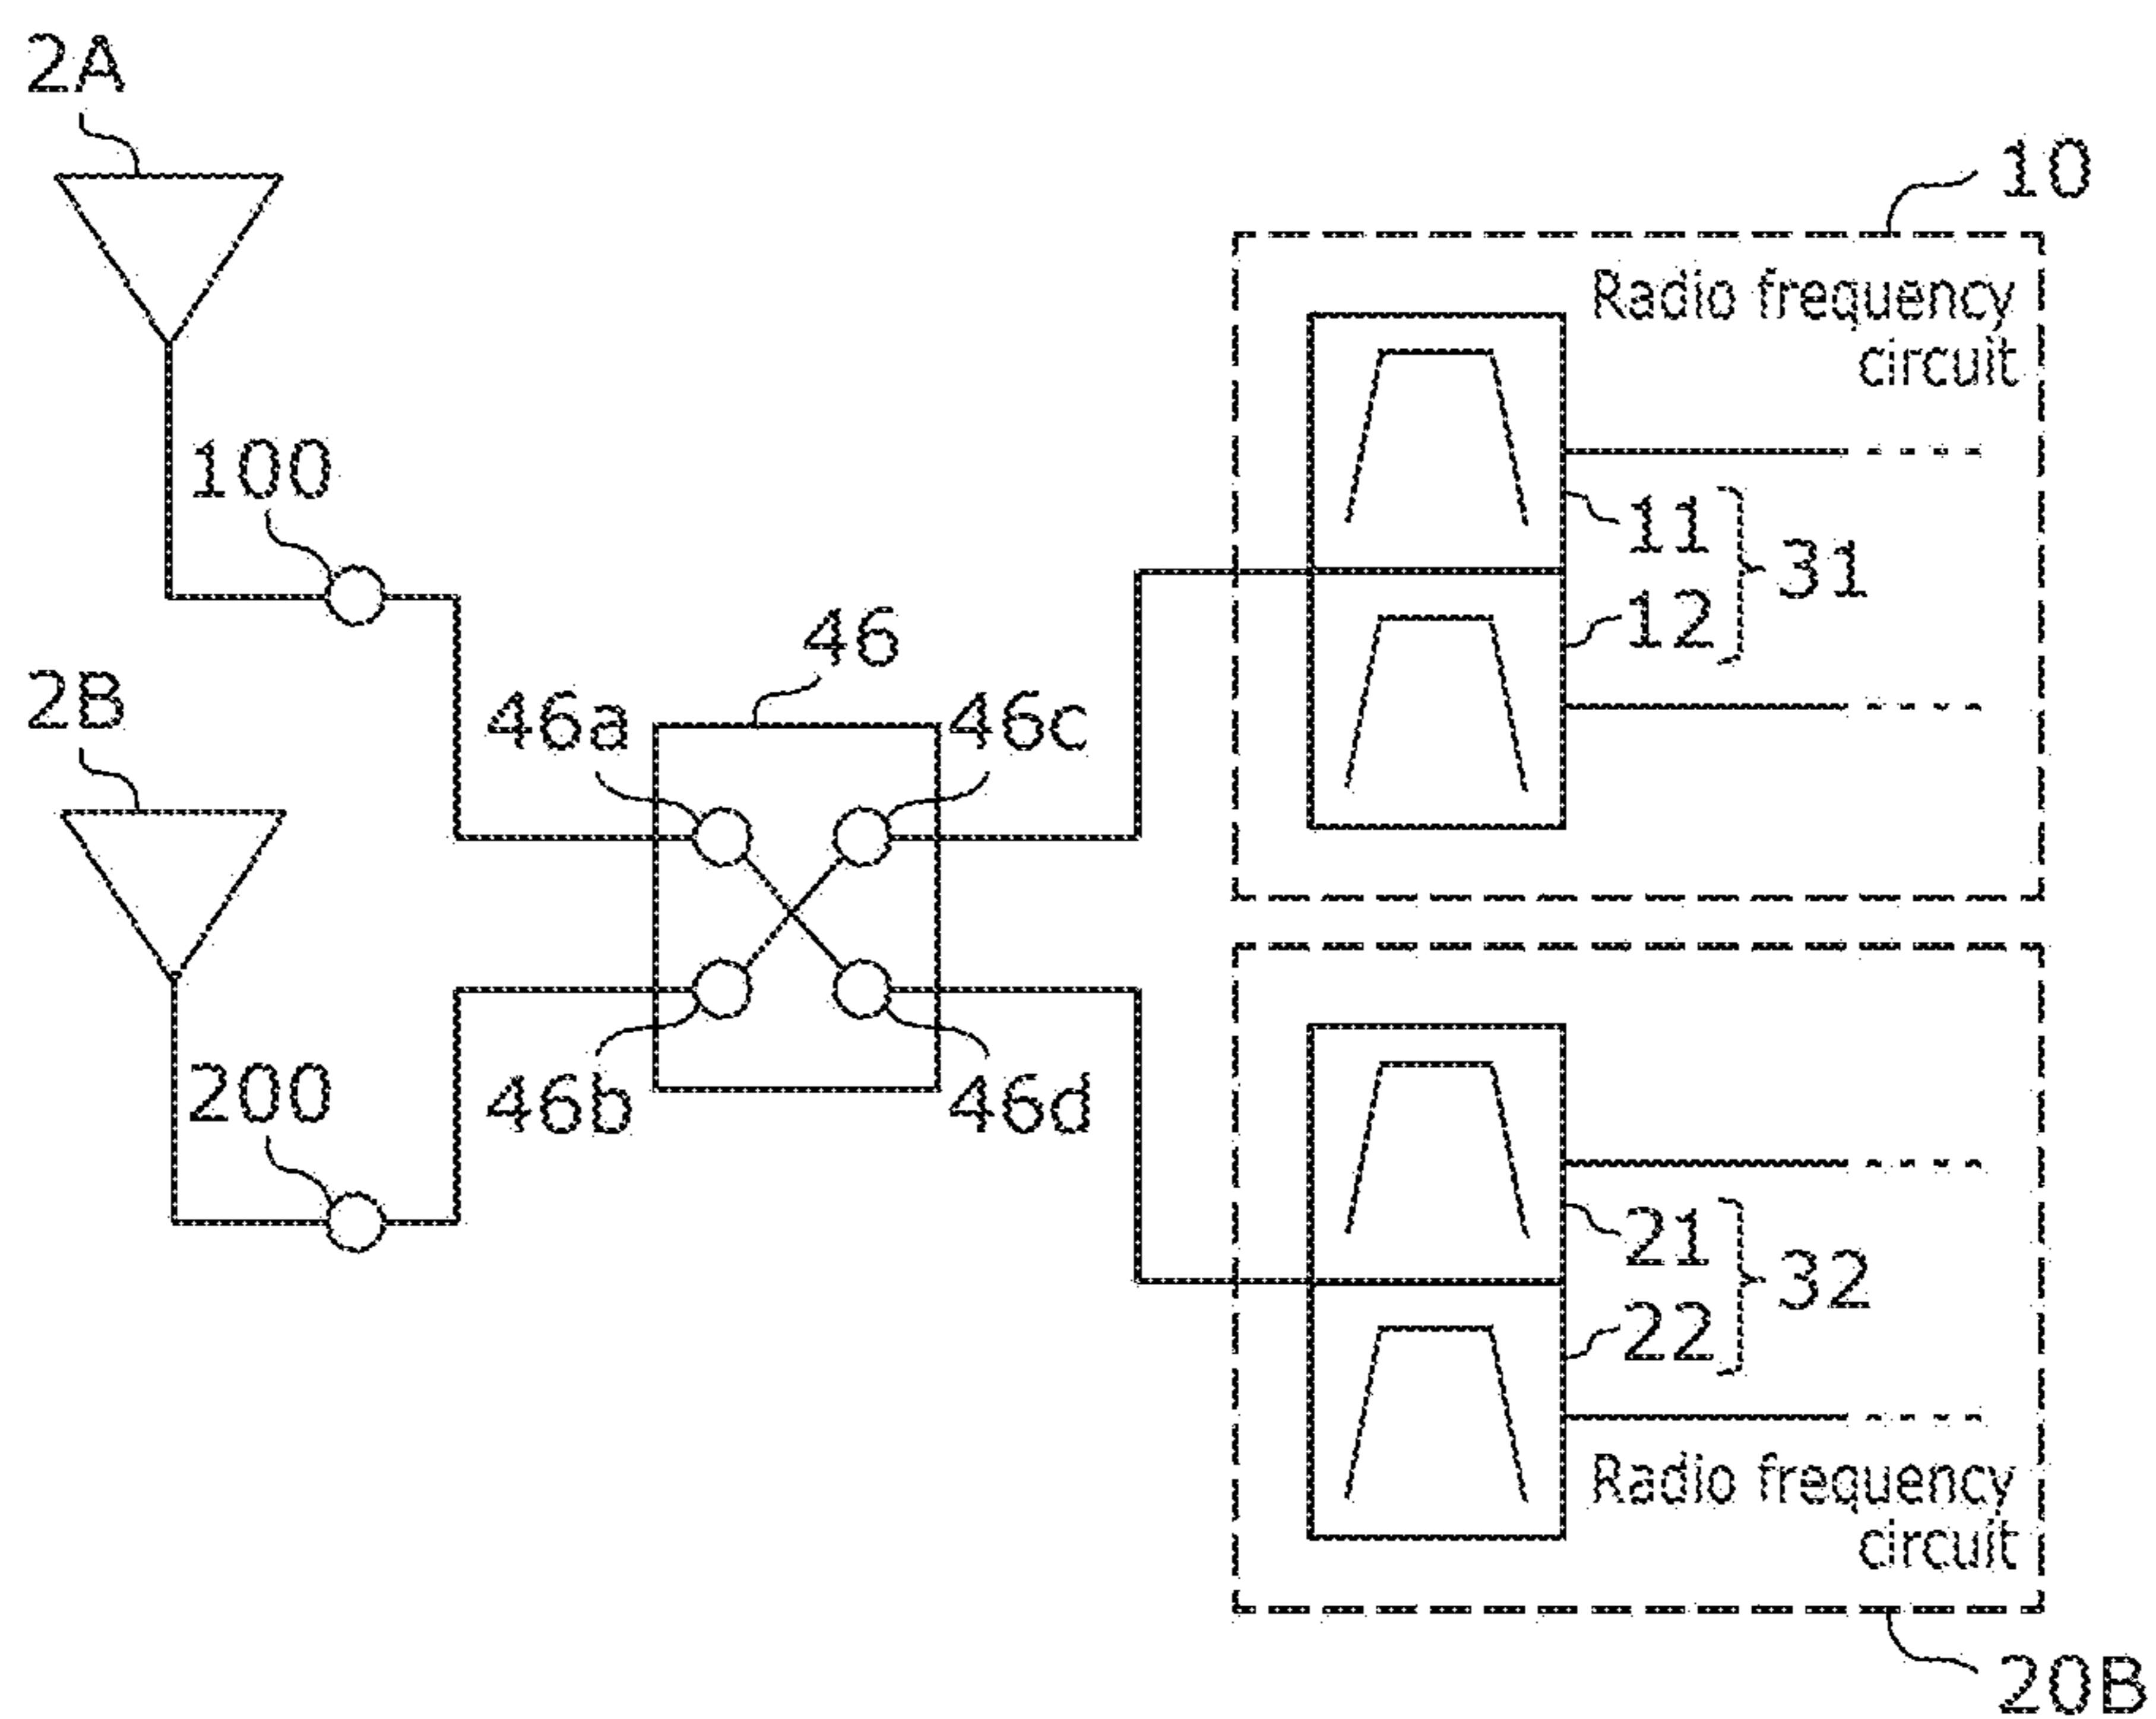 2A
10
Radio frequency
circuit
100
11
31
12
46
2B
46a
46c
46b
46d
200
21
32
22
Radio frequency
circuit
20B